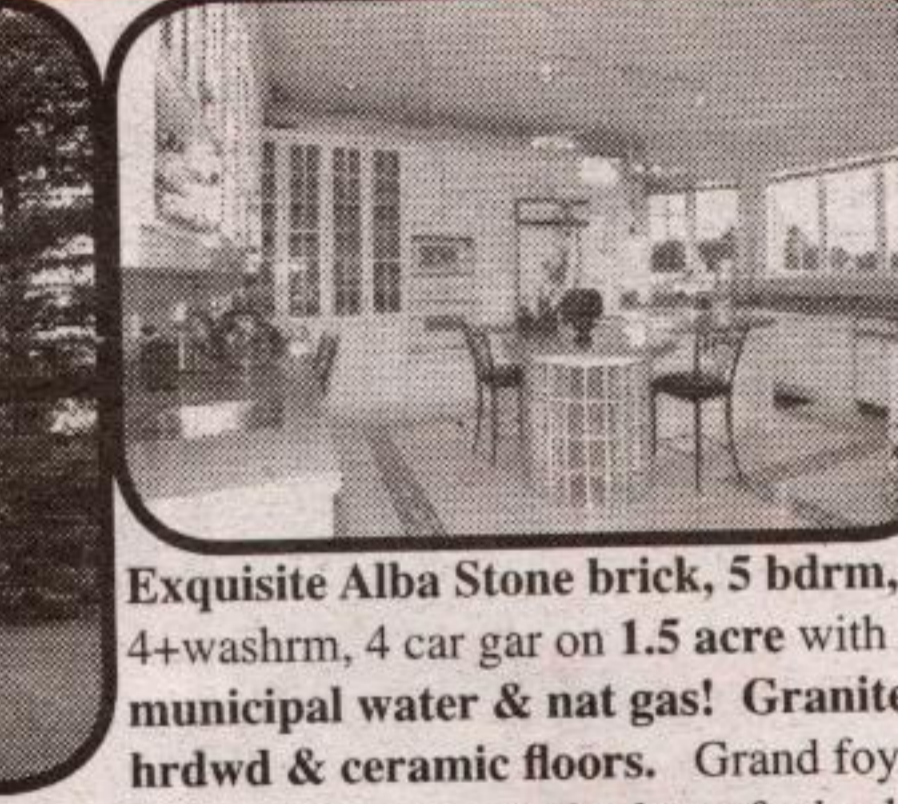 Exquisite Alba Stone brick, 5 bdrm,
4+washrm, 4 car gar on 1.5 acre with
municipal water & nat gas! Granite
hrdwd & ceramic floors. Grand foy